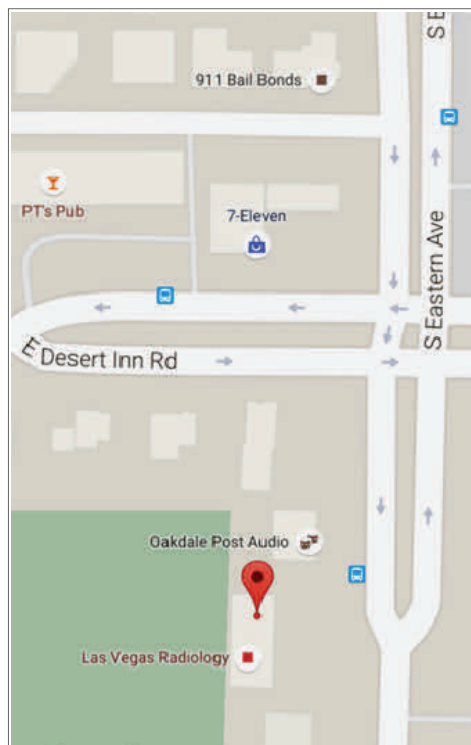 S E
911 Bail Bonds
PT's Pub
7-Eleven
S Eastern Ave
E Desert Inn Rd
Oakdale Post Audio
Las Vegas Radiology